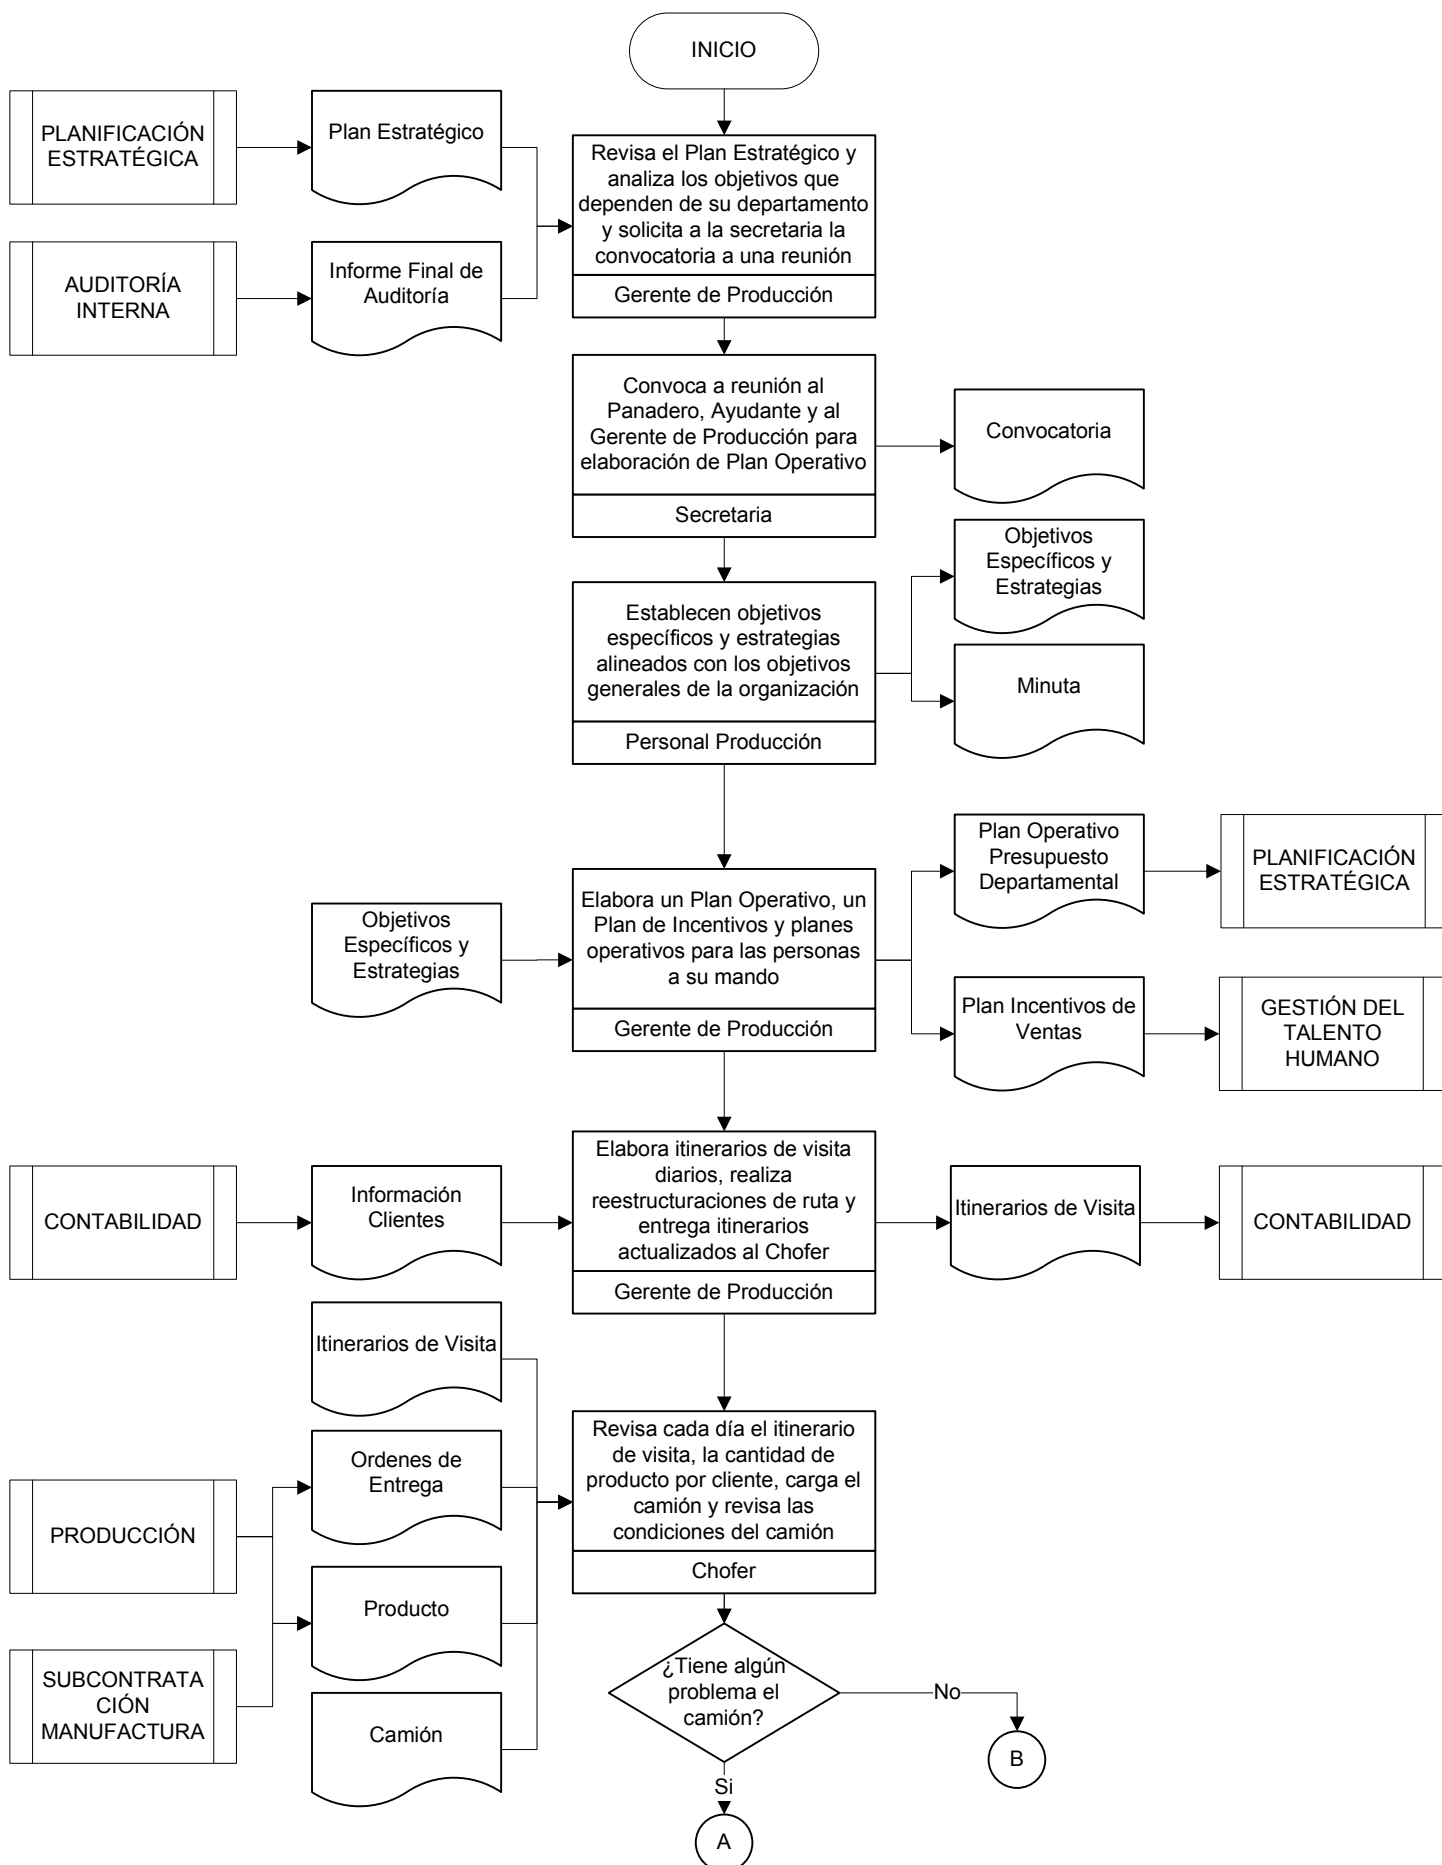 INICIO
PLANIFICACIÓN
ESTRATÉGICA
Plan Estratégico
Revisa el Plan Estratégico y
analiza los objetivos que
dependen de su departamento
y solicita a la secretaria la
convocatoria a una reunión
Gerente de Producción
AUDITORÍA
INTERNA
Informe Final de
Auditoría
Convoca a reunión al
Panadero, Ayudante y al
Gerente de Producción para
elaboración de Plan Operativo
Secretaria
Convocatoria
Establecen objetivos
específicos y estrategias
alineados con los objetivos
generales de la organización
Personal Producción
Objetivos
Específicos y
Estrategias
Minuta
Objetivos
Específicos y
Estrategias
Elabora un Plan Operativo, un
Plan de Incentivos y planes
operativos para las personas
a su mando
Gerente de Producción
Plan Operativo
Presupuesto
Departamental
PLANIFICACIÓN
ESTRATÉGICA
Plan Incentivos de
Ventas
GESTIÓN DEL
TALENTO
HUMANO
CONTABILIDAD
Información
Clientes
Elabora itinerarios de visita
diarios, realiza
reestructuraciones de ruta y
entrega itinerarios
actualizados al Chofer
Gerente de Producción
Itinerarios de Visita
CONTABILIDAD
Itinerarios de Visita
Ordenes de
Entrega
PRODUCCIÓN
Producto
SUBCONTRATA
CIÓN
MANUFACTURA
Camión
Revisa cada día el itinerario
de visita, la cantidad de
producto por cliente, carga el
camión y revisa las
condiciones del camión
Chofer
¿Tiene algún
problema el
camión?
No
B
Si
A